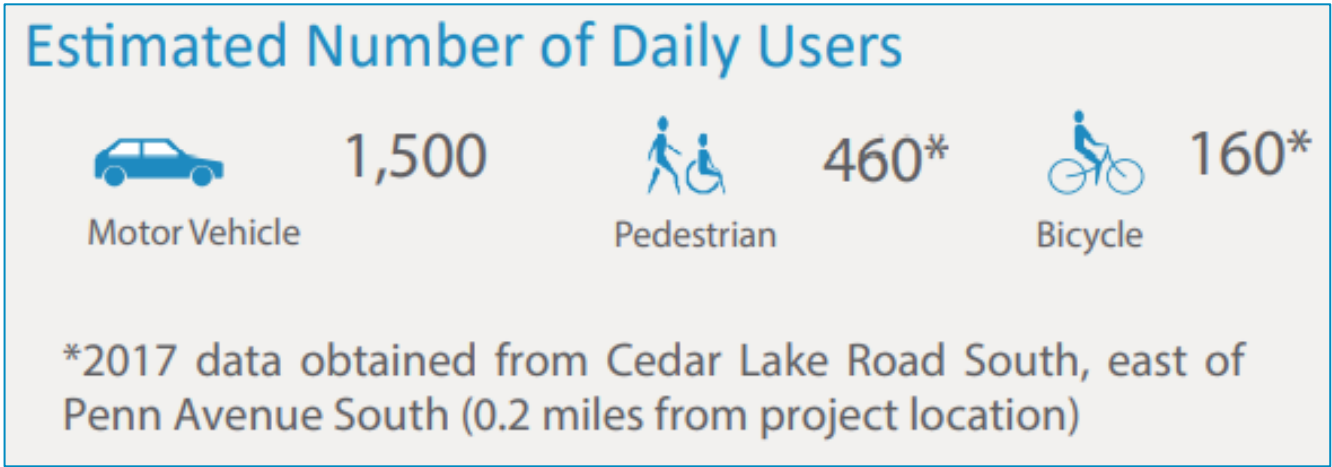 Estimated Number of Daily Users
1,500 460* 160*
Motor Vehicle Pedestrian Bicycle
*2017 data obtained from Cedar Lake Road South, east of
Penn Avenue South (0.2 miles from project location)